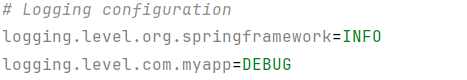 # Logging configuration
logging.level.org.springframework=INFO
logging.level.com.myapp=DEBUG